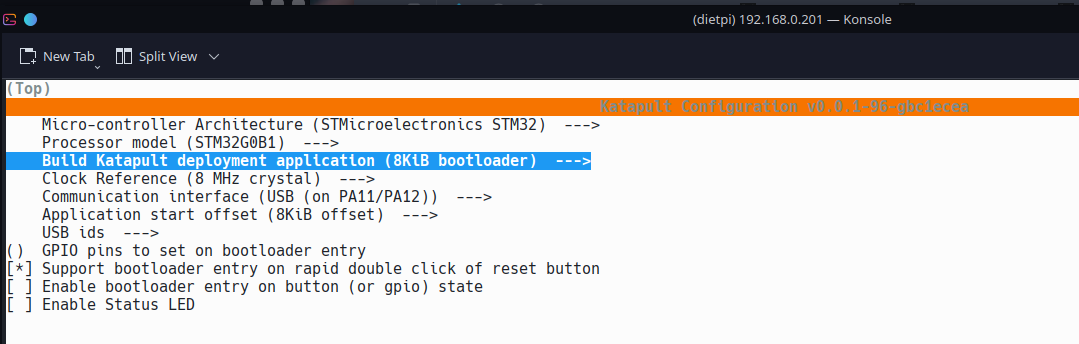 (dietpi) 192.168.0.201 — Konsole
New Tab Split View
(Top)
Katapult Configuration v0.0.1-96-gbc1ecea
Micro-controller Architecture (STMicroelectronics STM32) --->
Processor model (STM32G0B1) --->
Build Katapult deployment application (8KiB bootloader) --->
Clock Reference (8 MHz crystal) --->
Communication interface (USB (on PA11/PA12)) --->
Application start offset (8KiB offset) --->
USB ids --->
() GPIO pins to set on bootloader entry
[*] Support bootloader entry on rapid double click of reset button
[ ] Enable bootloader entry on button (or gpio) state
[ ] Enable Status LED